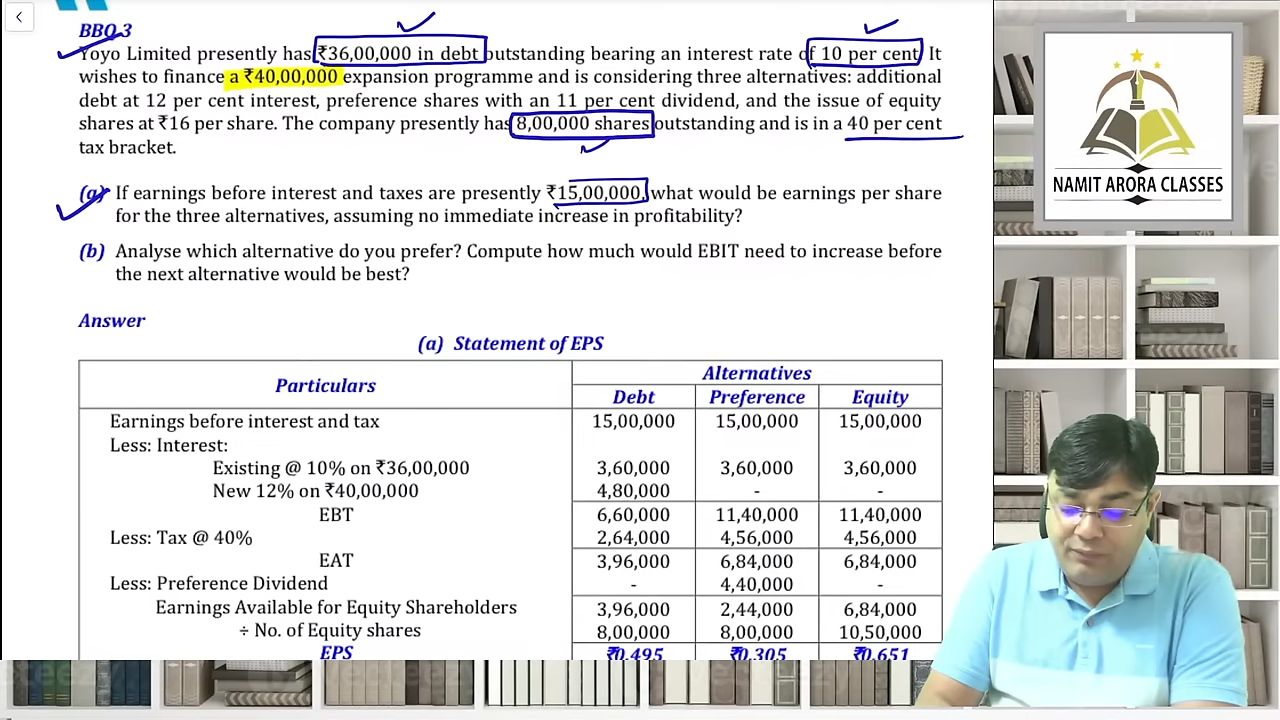 BBQ 3
Yoyo Limited presently has ₹36,00,000 in debt outstanding bearing an interest rate of 10 per cent. It
wishes to finance a ₹40,00,000 expansion programme and is considering three alternatives: additional
debt at 12 per cent interest, preference shares with an 11 per cent dividend, and the issue of equity
shares at ₹16 per share. The company presently has 8,00,000 shares outstanding and is in a 40 per cent
tax bracket.
(a) If earnings before interest and taxes are presently ₹15,00,000, what would be earnings per share
for the three alternatives, assuming no immediate increase in profitability?
(b) Analyse which alternative do you prefer? Compute how much would EBIT need to increase before
the next alternative would be best?
Answer
(a) Statement of EPS
Particulars Alternatives
Debt Preference Equity
Earnings before interest and tax 15,00,000 15,00,000 15,00,000
Less: Interest:
Existing @ 10% on ₹36,00,000 3,60,000 3,60,000 3,60,000
New 12% on ₹40,00,000 4,80,000 - -
EBT 6,60,000 11,40,000 11,40,000
Less: Tax @ 40% 2,64,000 4,56,000 4,56,000
EAT 3,96,000 6,84,000 6,84,000
Less: Preference Dividend - 4,40,000 -
Earnings Available for Equity Shareholders 3,96,000 2,44,000 6,84,000
÷ No. of Equity shares 8,00,000 8,00,000 10,50,000
EPS ₹0.495 ₹0.305 ₹0.651
NAMIT ARORA CLASSES